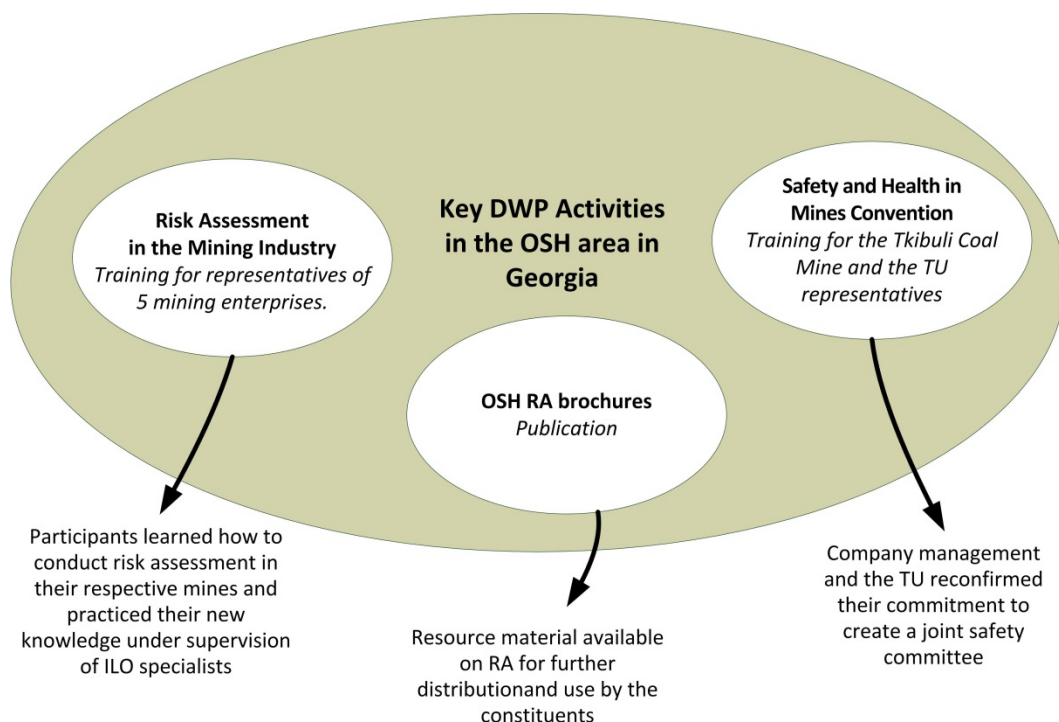 Key DWP Activities
in the OSH area in
Georgia
Risk Assessment
in the Mining Industry
Training for representatives of
5 mining enterprises.
OSH RA brochures
Publication
Safety and Health in
Mines Convention
Training for the Tkibuli Coal
Mine and the TU
representatives
Participants learned how to
conduct risk assessment in
their respective mines and
practiced their new
knowledge under supervision
of ILO specialists
Resource material available
on RA for further
distributionand use by the
constituents
Company management
and the TU reconfirmed
their commitment to
create a joint safety
committee